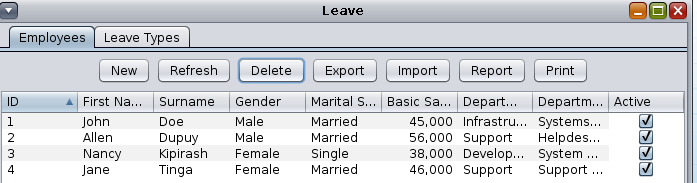 Leave
Employees Leave Types
New Refresh Delete Export Import Report Print
ID First Na... Surname Gender Marital S... Basic Sa... Depart... Departm... Active
1 John Doe Male Married 45,000 Infrastru... Systems...
2 Allen Dupuy Male Married 56,000 Support Helpdes...
3 Nancy Kipirash Female Single 38,000 Develop... System ...
4 Jane Tinga Female Married 46,000 Support Support ...